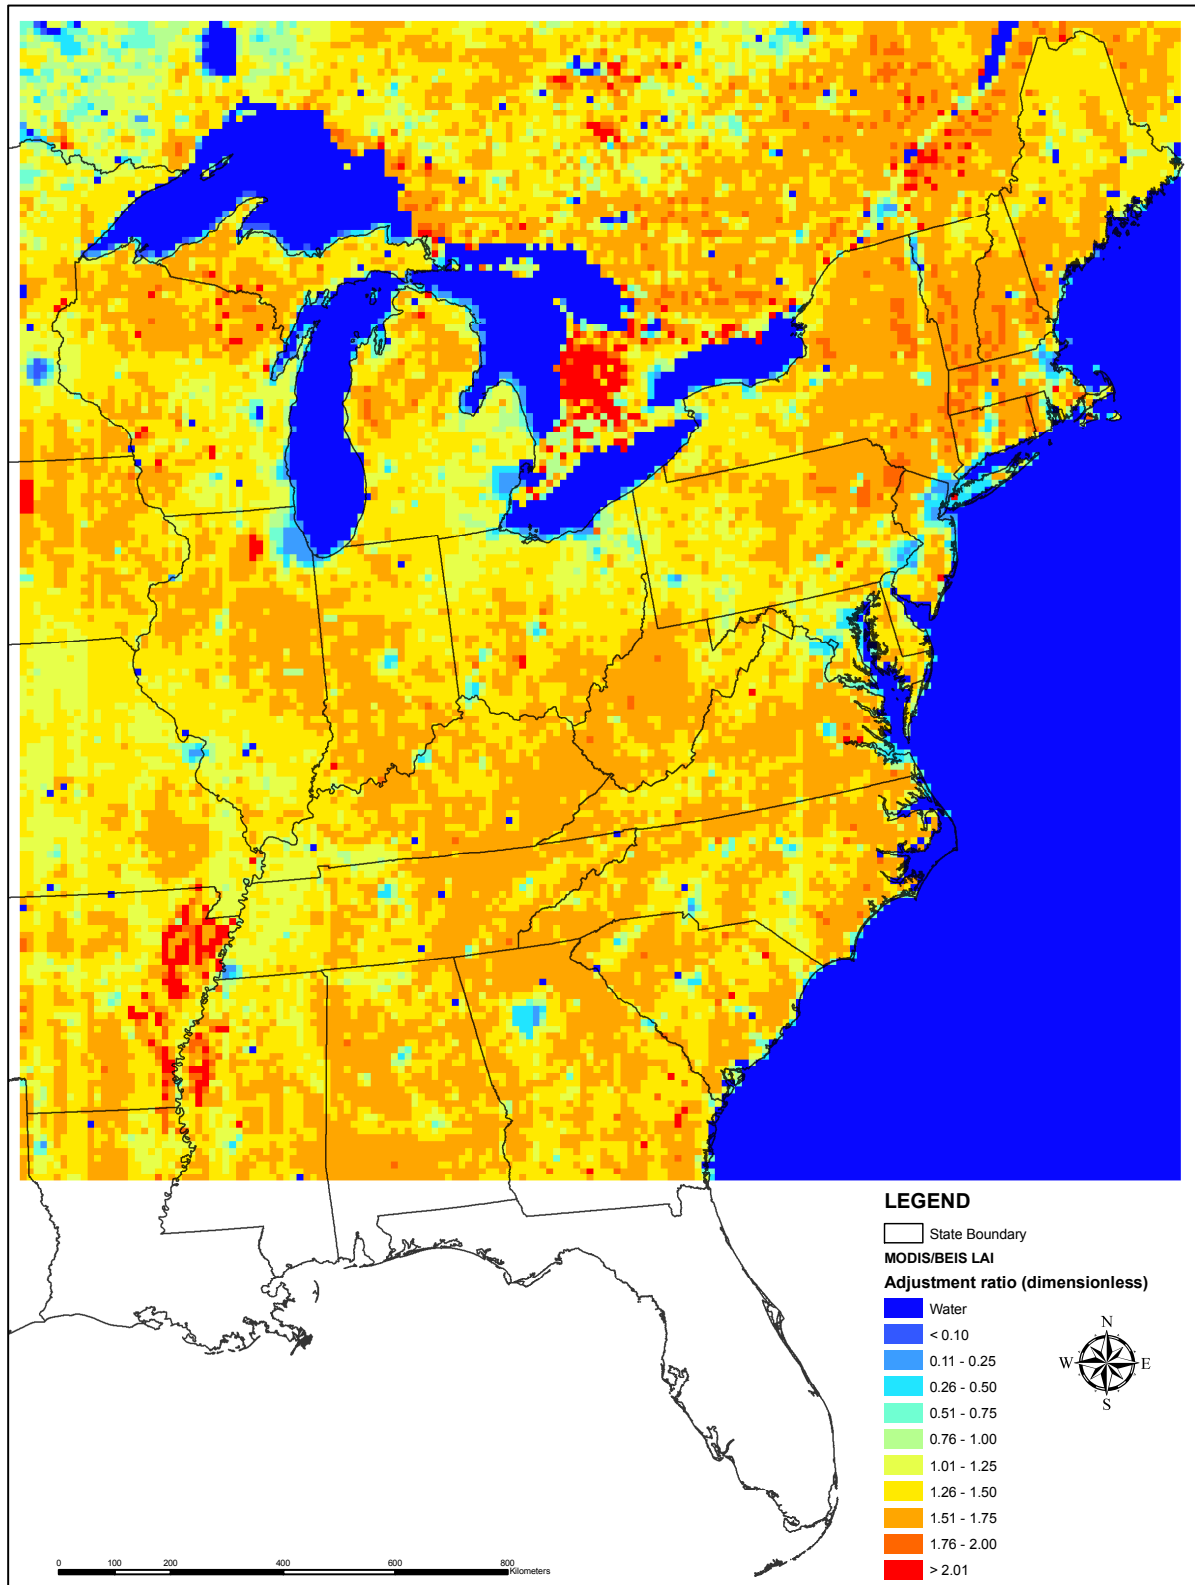 LEGEND
State Boundary
MODIS/BEIS LAI
Adjustment ratio (dimensionless)
Water
< 0.10
0.11 - 0.25
0.26 - 0.50
0.51 - 0.75
0.76 - 1.00
1.01 - 1.25
1.26 - 1.50
1.51 - 1.75
1.76 - 2.00
> 2.01
N
W E
S
0 100 200 400 600 800
Kilometers